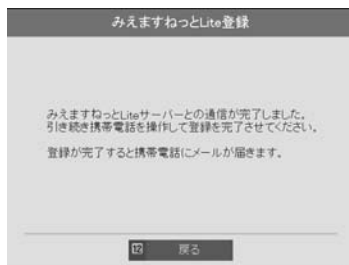 みえますねっとLite登録
みえますねっとLiteサーバーとの通信が完了しました。
引き続き携帯電話を操作して登録を完了させてください。
登録が完了すると携帯電話にメールが届きます。
12 戻る